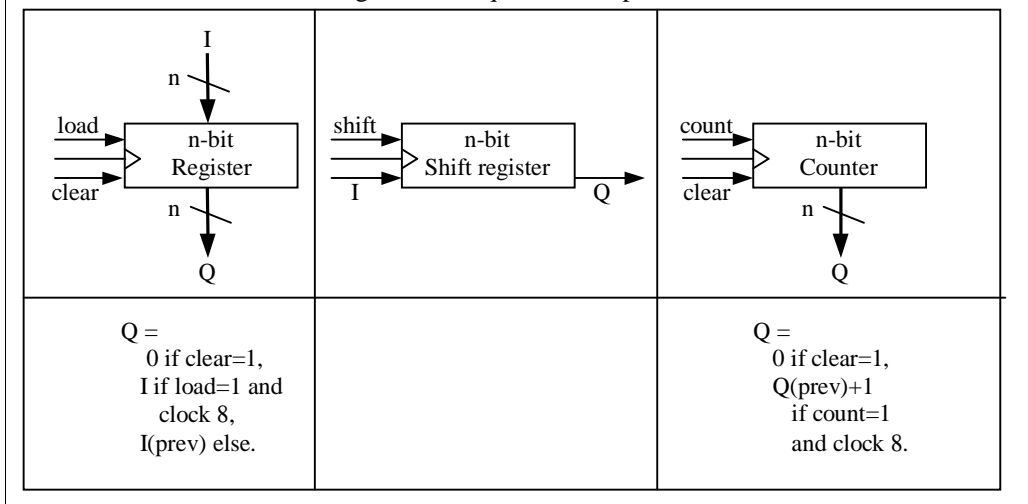 I
n
load
n-bit
Register
clear
n
Q
shift
n-bit
Shift register
I
Q
count
n-bit
Counter
clear
n
Q
Q =
0 if clear=1,
I if load=1 and
clock 8,
I(prev) else.
Q =
0 if clear=1,
Q(prev)+1
if count=1
and clock 8.